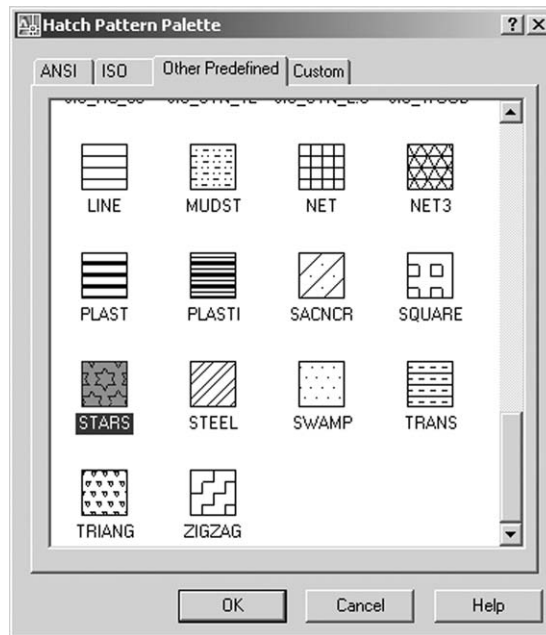 Hatch Pattern Palette
ANSI ISO Other Predefined Custom
LINE MUDST NET NET3
PLAST PLASTI SACNCR SQUARE
STARS STEEL SWAMP TRANS
TRIANG ZIGZAG
OK Cancel Help